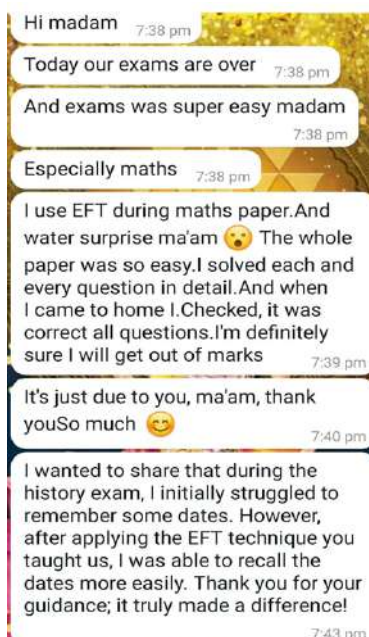 Hi madam 7:38 pm
Today our exams are over 7:38 pm
And exams was super easy madam
7:38 pm
Especially maths 7:38 pm
I use EFT during maths paper.And
water surprise ma'am 😮 The whole
paper was so easy.I solved each and
every question in detail.And when
I came to home I.Checked, it was
correct all questions.I'm definitely
sure I will get out of marks 7:39 pm
It's just due to you, ma'am, thank
youSo much 😊 7:40 pm
I wanted to share that during the
history exam, I initially struggled to
remember some dates. However,
after applying the EFT technique you
taught us, I was able to recall the
dates more easily. Thank you for your
guidance; it truly made a difference!
7:43 pm